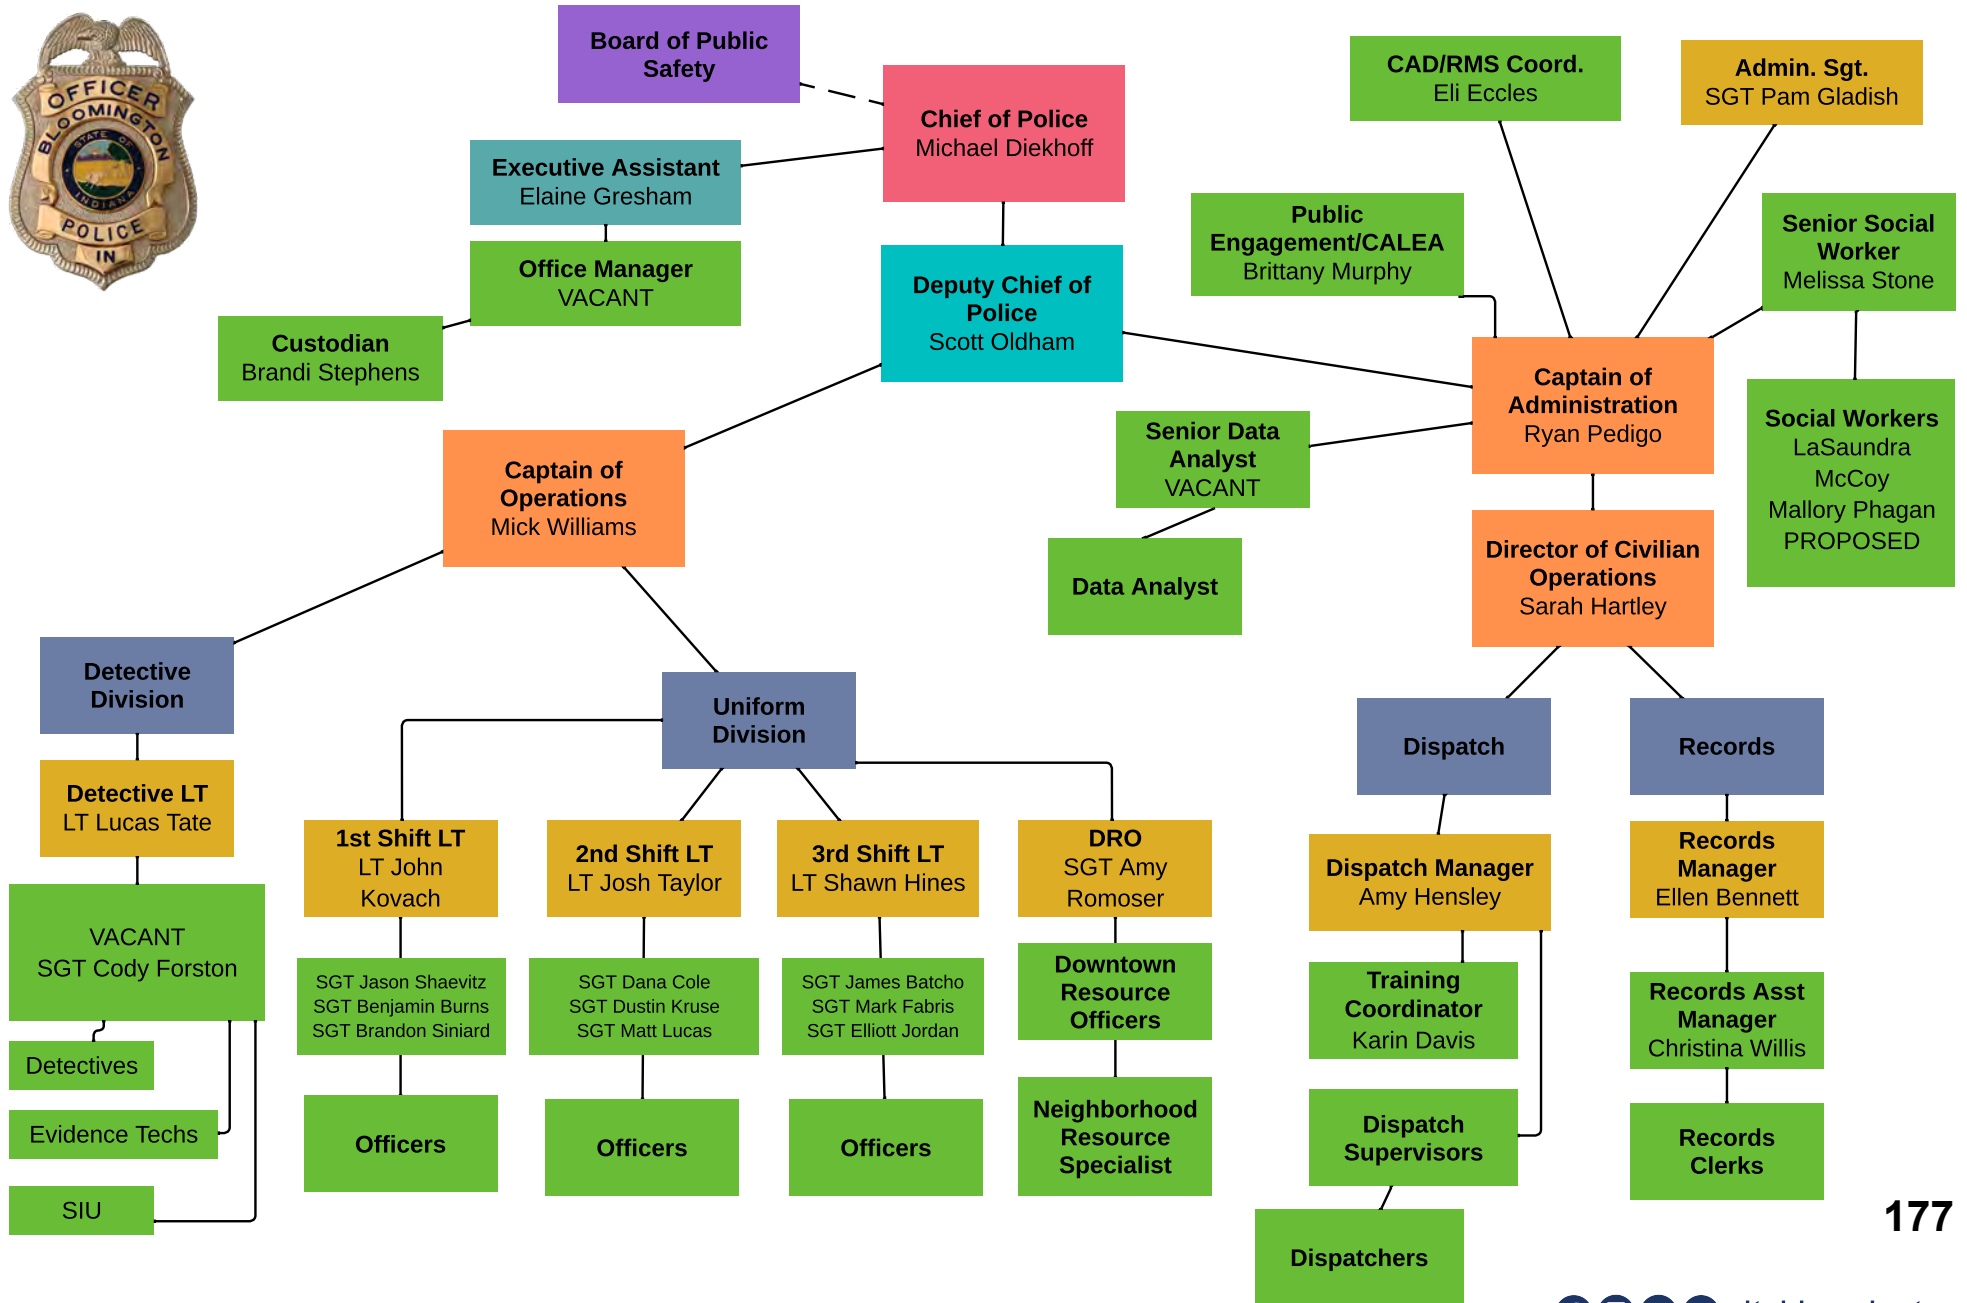 OFFICER
BLOOMINGTON
STATE OF
INDIANA
POLICE
IN
Board of Public
Safety
Chief of Police
Michael Diekhoff
Executive Assistant
Elaine Gresham
Office Manager
VACANT
Custodian
Brandi Stephens
Deputy Chief of
Police
Scott Oldham
CAD/RMS Coord.
Eli Eccles
Admin. Sgt.
SGT Pam Gladish
Public
Engagement/CALEA
Brittany Murphy
Senior Social
Worker
Melissa Stone
Captain of
Administration
Ryan Pedigo
Social Workers
LaSaundra
McCoy
Mallory Phagan
PROPOSED
Senior Data
Analyst
VACANT
Data Analyst
Captain of
Operations
Mick Williams
Director of Civilian
Operations
Sarah Hartley
Detective
Division
Uniform
Division
Dispatch
Records
Detective LT
LT Lucas Tate
VACANT
SGT Cody Forston
Detectives
Evidence Techs
SIU
1st Shift LT
LT John
Kovach
SGT Jason Shaevitz
SGT Benjamin Burns
SGT Brandon Siniard
Officers
2nd Shift LT
LT Josh Taylor
SGT Dana Cole
SGT Dustin Kruse
SGT Matt Lucas
Officers
3rd Shift LT
LT Shawn Hines
SGT James Batcho
SGT Mark Fabris
SGT Elliott Jordan
Officers
DRO
SGT Amy
Romoser
Downtown
Resource
Officers
Neighborhood
Resource
Specialist
Dispatch Manager
Amy Hensley
Training
Coordinator
Karin Davis
Dispatch
Supervisors
Dispatchers
Records
Manager
Ellen Bennett
Records Asst
Manager
Christina Willis
Records
Clerks
177